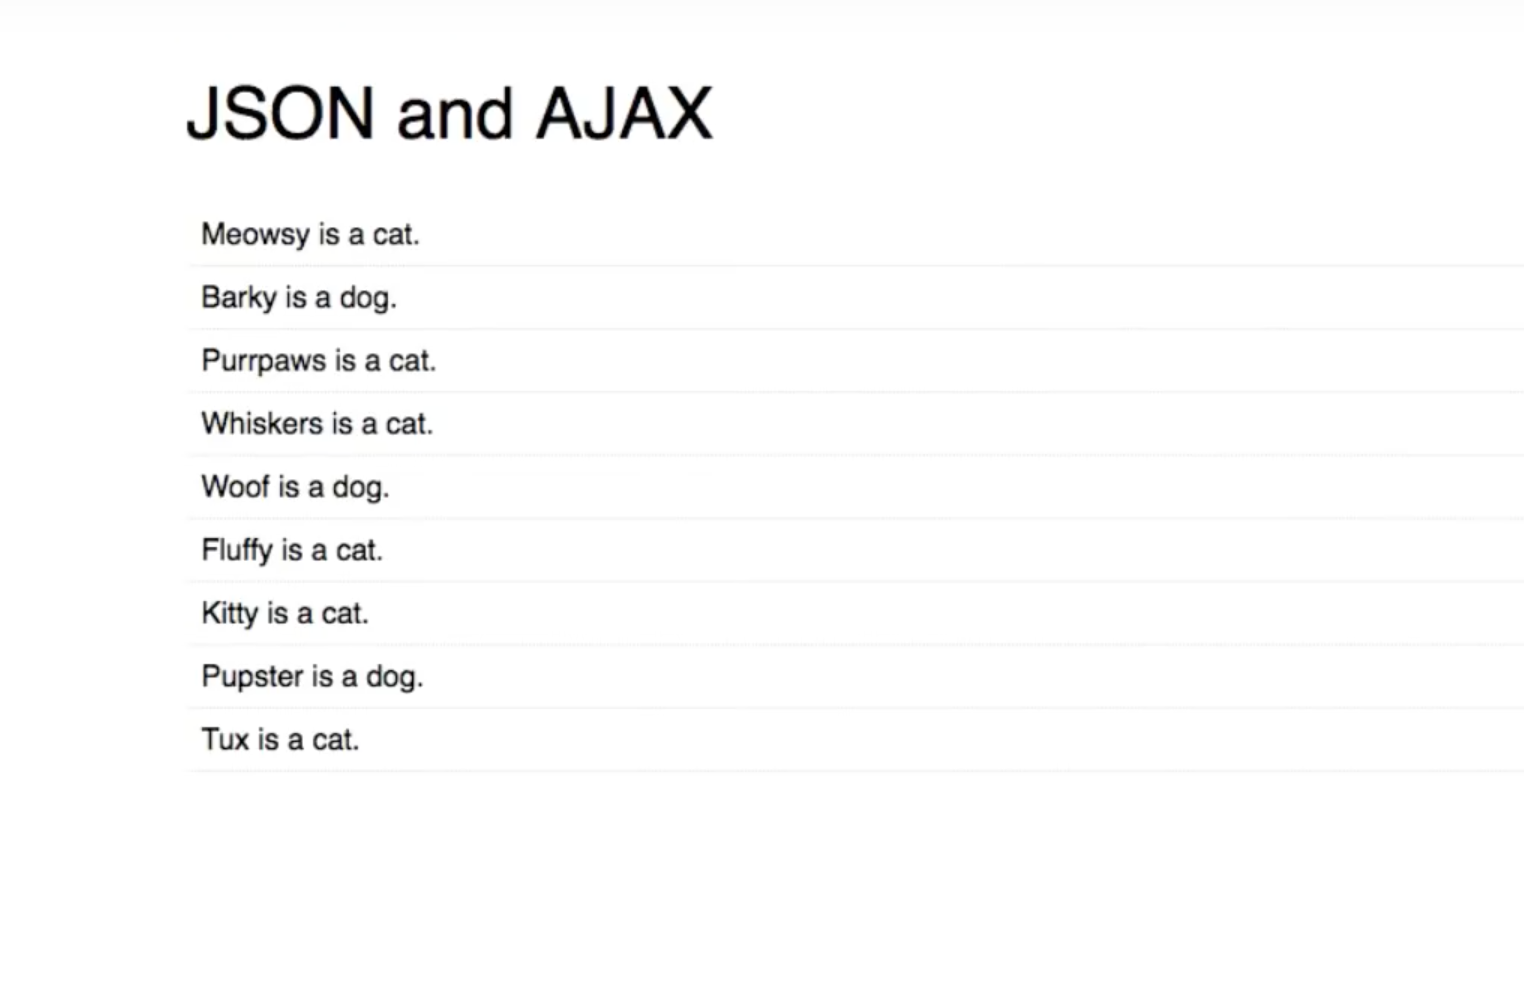 JSON and AJAX
Meowsy is a cat.
Barky is a dog.
Purrpaws is a cat.
Whiskers is a cat.
Woof is a dog.
Fluffy is a cat.
Kitty is a cat.
Pupster is a dog.
Tux is a cat.